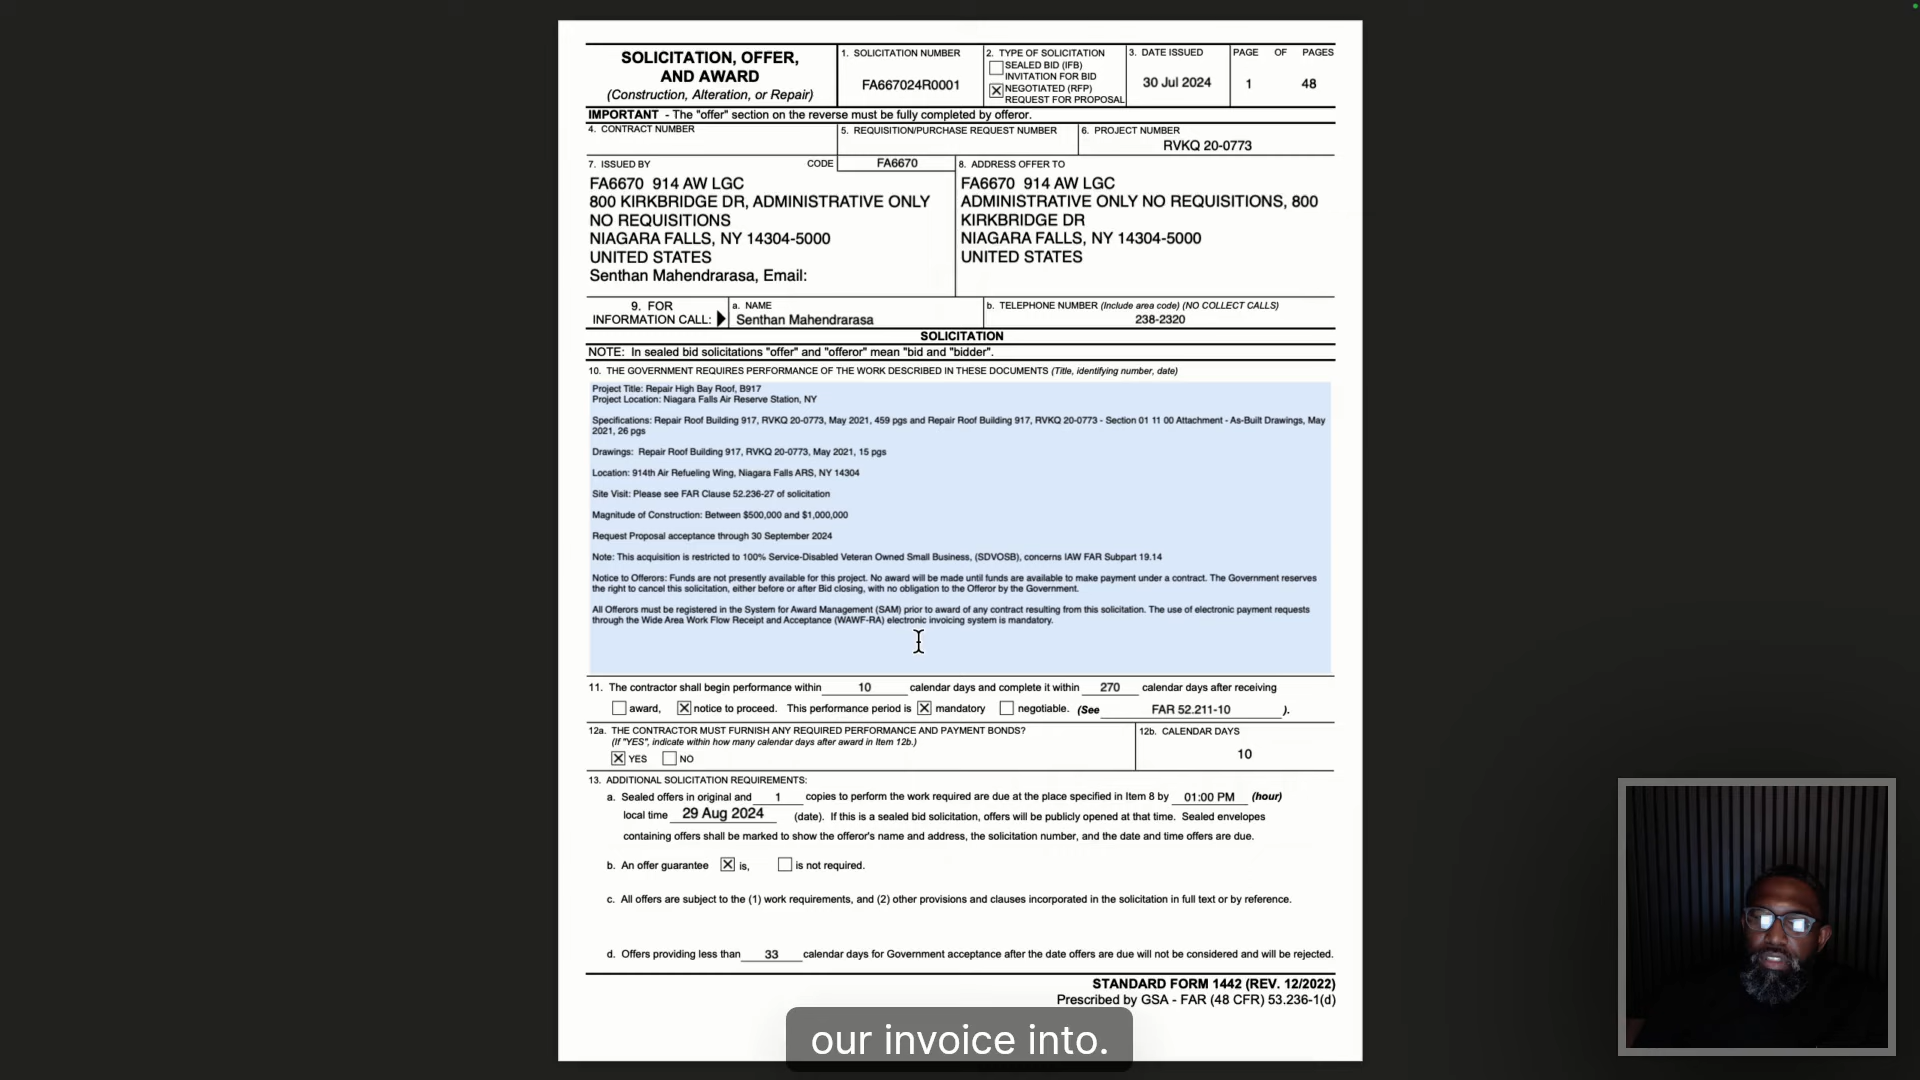 SOLICITATION, OFFER,
AND AWARD
(Construction, Alteration, or Repair)
1. SOLICITATION NUMBER
FA667024R0001
2. TYPE OF SOLICITATION
SEALED BID (IFB)
INVITATION FOR BID
NEGOTIATED (RFP)
REQUEST FOR PROPOSAL
3. DATE ISSUED
30 Jul 2024
PAGE OF PAGES
1 48
IMPORTANT - The "offer" section on the reverse must be fully completed by offeror.
4. CONTRACT NUMBER
5. REQUISITION/PURCHASE REQUEST NUMBER
6. PROJECT NUMBER
RVKQ 20-0773
7. ISSUED BY CODE FA6670
FA6670 914 AW LGC
800 KIRKBRIDGE DR, ADMINISTRATIVE ONLY
NO REQUISITIONS
NIAGARA FALLS, NY 14304-5000
UNITED STATES
Senthan Mahendrarasa, Email:
8. ADDRESS OFFER TO
FA6670 914 AW LGC
ADMINISTRATIVE ONLY NO REQUISITIONS, 800
KIRKBRIDGE DR
NIAGARA FALLS, NY 14304-5000
UNITED STATES
9. FOR
INFORMATION CALL:
a. NAME
Senthan Mahendrarasa
b. TELEPHONE NUMBER (Include area code) (NO COLLECT CALLS)
238-2320
SOLICITATION
NOTE: In sealed bid solicitations "offer" and "offeror" mean "bid and "bidder".
10. THE GOVERNMENT REQUIRES PERFORMANCE OF THE WORK DESCRIBED IN THESE DOCUMENTS (Title, identifying number, date)
Project Title: Repair High Bay Roof, B917
Project Location: Niagara Falls Air Reserve Station, NY
Specifications: Repair Roof Building 917, RVKQ 20-0773, May 2021, 459 pgs and Repair Roof Building 917, RVKQ 20-0773 - Section 01 11 00 Attachment - As-Built Drawings, May
2021, 26 pgs
Drawings: Repair Roof Building 917, RVKQ 20-0773, May 2021, 15 pgs
Location: 914th Air Refueling Wing, Niagara Falls ARS, NY 14304
Site Visit: Please see FAR Clause 52.236-27 of solicitation
Magnitude of Construction: Between $500,000 and $1,000,000
Request Proposal acceptance through 30 September 2024
Note: This acquisition is restricted to 100% Service-Disabled Veteran Owned Small Business, (SDVOSB), concerns IAW FAR Subpart 19.14
Notice to Offerors: Funds are not presently available for this project. No award will be made until funds are available to make payment under a contract. The Government reserves
the right to cancel this solicitation, either before or after Bid closing, with no obligation to the Offeror by the Government.
All Offerors must be registered in the System for Award Management (SAM) prior to award of any contract resulting from this solicitation. The use of electronic payment requests
through the Wide Area Work Flow Receipt and Acceptance (WAWF-RA) electronic invoicing system is mandatory.
11. The contractor shall begin performance within 10 calendar days and complete it within 270 calendar days after receiving
award, X notice to proceed. This performance period is X mandatory negotiable. (See FAR 52.211-10 ).
12a. THE CONTRACTOR MUST FURNISH ANY REQUIRED PERFORMANCE AND PAYMENT BONDS?
(If "YES", indicate within how many calendar days after award in Item 12b.)
X YES NO
12b. CALENDAR DAYS
10
13. ADDITIONAL SOLICITATION REQUIREMENTS:
a. Sealed offers in original and 1 copies to perform the work required are due at the place specified in Item 8 by 01:00 PM (hour)
local time 29 Aug 2024 (date). If this is a sealed bid solicitation, offers will be publicly opened at that time. Sealed envelopes
containing offers shall be marked to show the offeror's name and address, the solicitation number, and the date and time offers are due.
b. An offer guarantee X is, is not required.
c. All offers are subject to the (1) work requirements, and (2) other provisions and clauses incorporated in the solicitation in full text or by reference.
d. Offers providing less than 33 calendar days for Government acceptance after the date offers are due will not be considered and will be rejected.
STANDARD FORM 1442 (REV. 12/2022)
Prescribed by GSA - FAR (48 CFR) 53.236-1(d)
our invoice into.